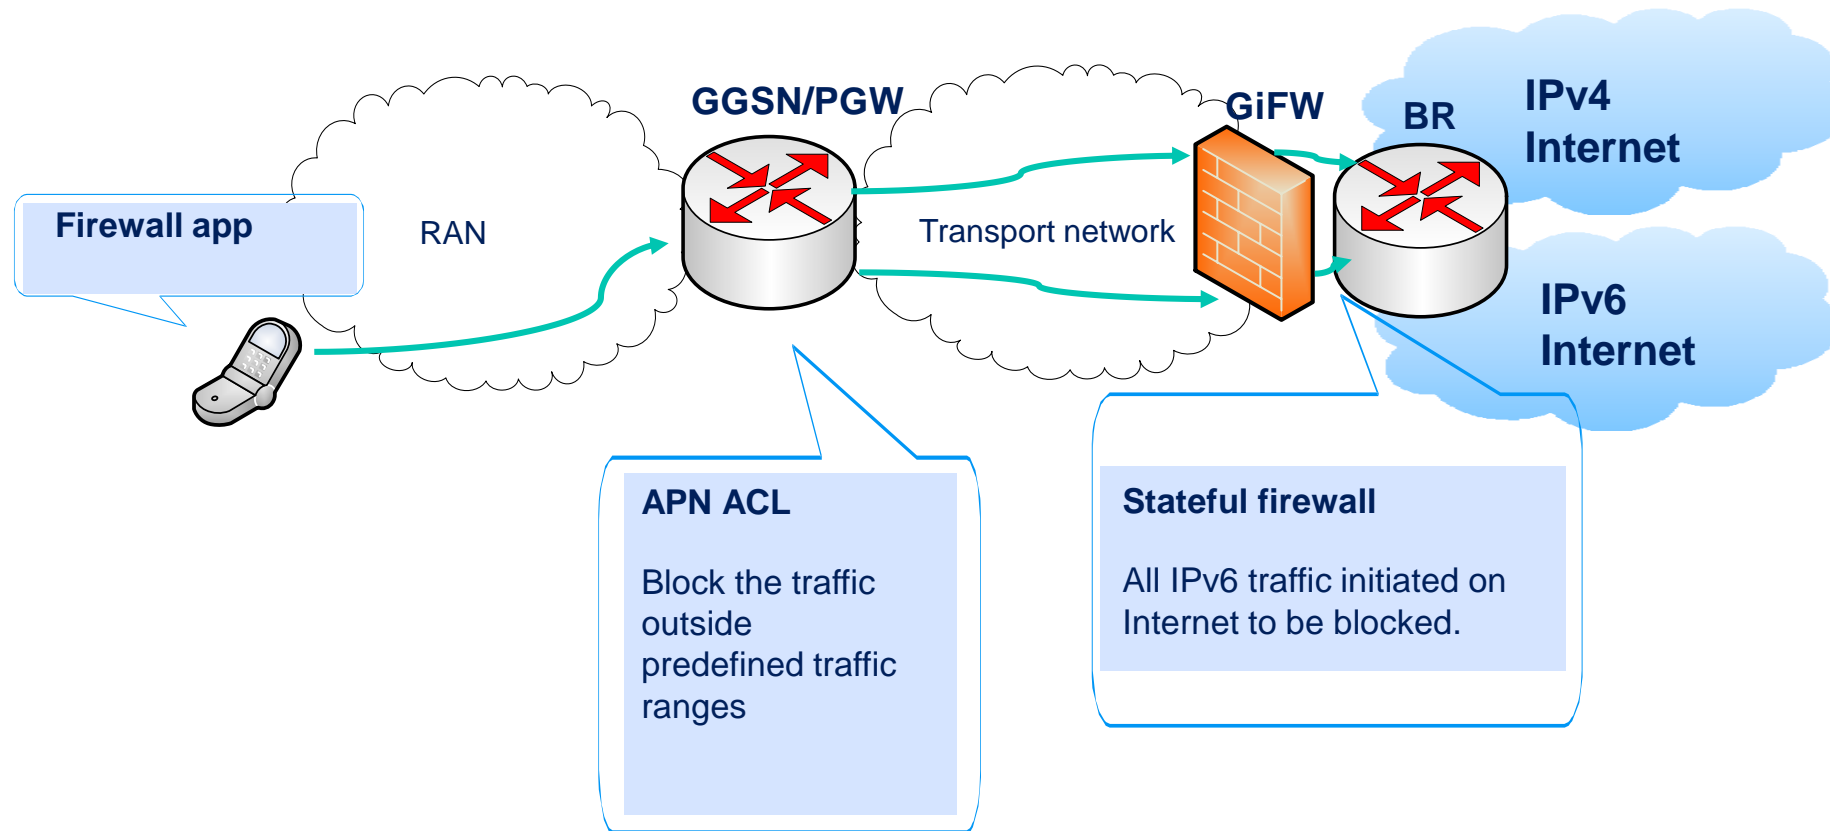 GGSN/PGW
GiFW
BR
IPv4
Internet
Firewall app
RAN
Transport network
IPv6
Internet
APN ACL
Block the traffic
outside
predefined traffic
ranges
Stateful firewall
All IPv6 traffic initiated on
Internet to be blocked.